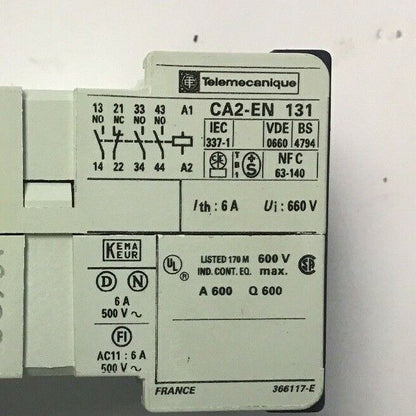 Telemecanique
CA2-EN 131
13 21 33 43 A1
NO NC NO NO
14 22 34 44 A2
IEC 337-1
VDE 0660
BS 4794
NF C 63-140
Ith : 6 A Ui : 660 V
KEMA KEUR
D N
6 A
500 V ~
FI
AC11 : 6 A
500 V ~
UL ®
LISTED 170 M 600 V
IND. CONT. EQ. max.
A 600 Q 600
FRANCE 366117-E